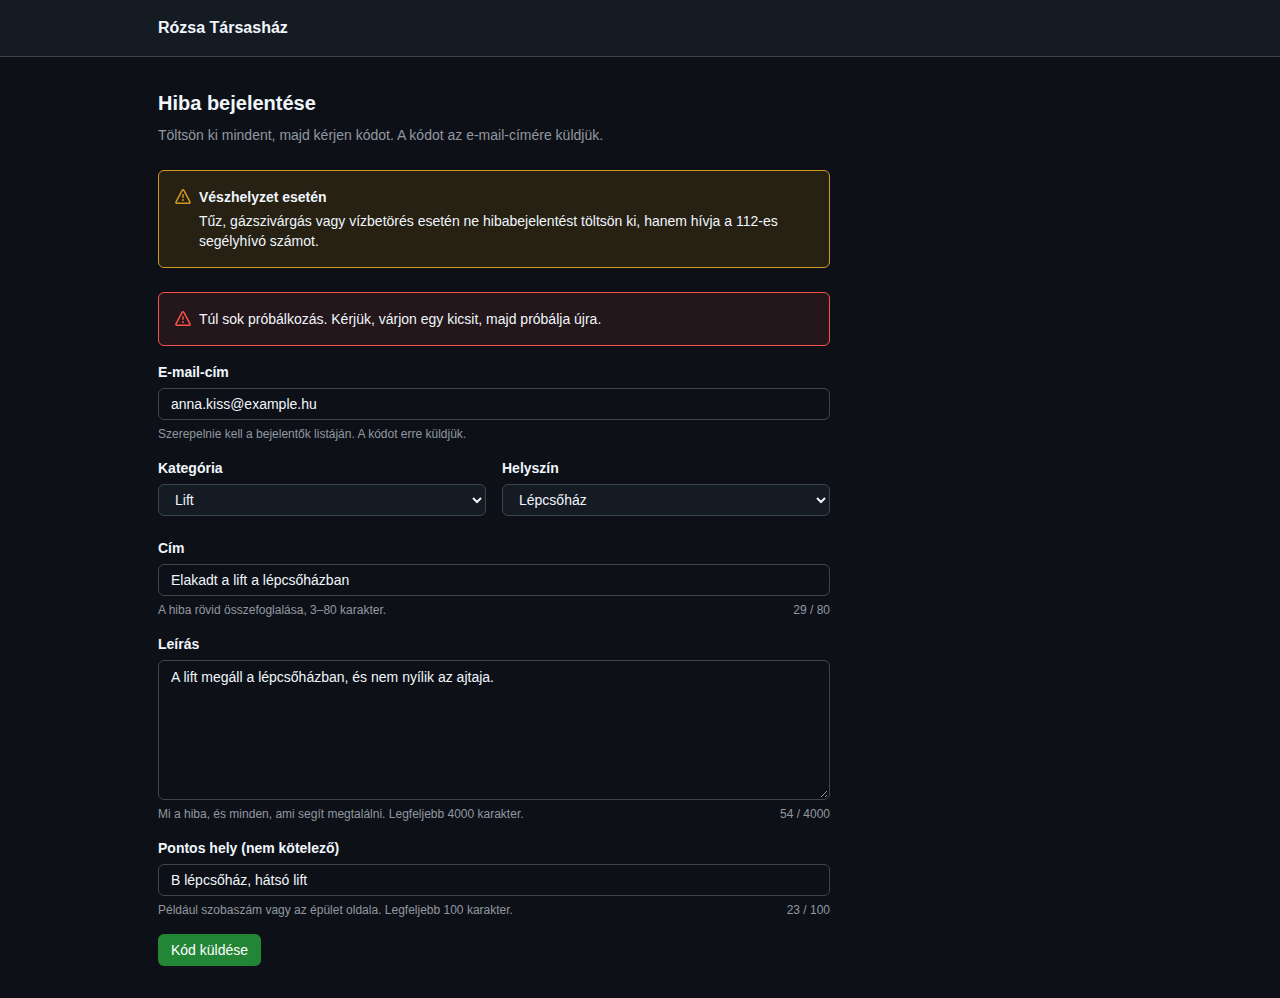 Rózsa Társasház
Hiba bejelentése
Töltsön ki mindent, majd kérjen kódot. A kódot az e-mail-címére küldjük.
Vészhelyzet esetén
Tűz, gázszivárgás vagy vízbetörés esetén ne hibabejelentést töltsön ki, hanem hívja a 112-es
segélyhívó számot.
Túl sok próbálkozás. Kérjük, várjon egy kicsit, majd próbálja újra.
E-mail-cím
anna.kiss@example.hu
Szerepelnie kell a bejelentők listáján. A kódot erre küldjük.
Kategória Helyszín
Lift Lépcsőház
Cím
Elakadt a lift a lépcsőházban
A hiba rövid összefoglalása, 3–80 karakter. 29 / 80
Leírás
A lift megáll a lépcsőházban, és nem nyílik az ajtaja.
Mi a hiba, és minden, ami segít megtalálni. Legfeljebb 4000 karakter. 54 / 4000
Pontos hely (nem kötelező)
B lépcsőház, hátsó lift
Például szobaszám vagy az épület oldala. Legfeljebb 100 karakter. 23 / 100
Kód küldése